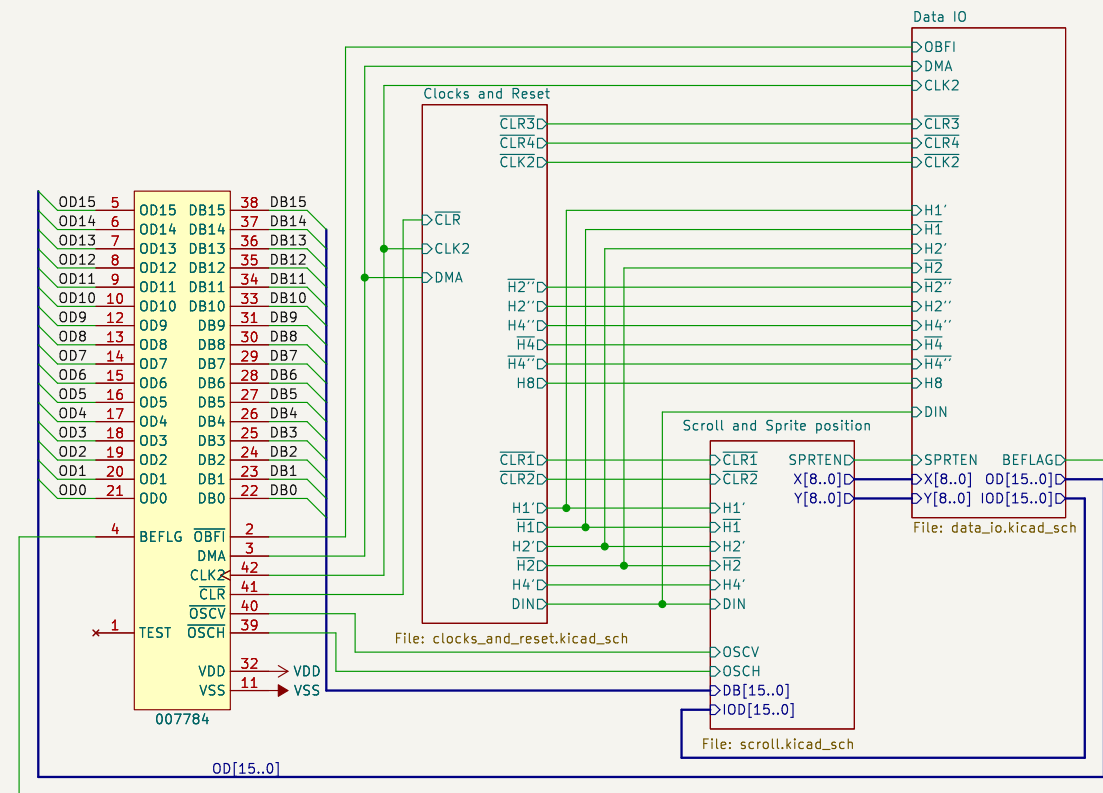 Data IO
OBFI
DMA
CLK2
CLR3
CLR4
CLK2
H1'
H1
H2'
H2
H2''
H2''
H4''
H4
H4''
H8
DIN
SPRTEN BEFLAG
X[8..0] OD[15..0]
Y[8..0] IOD[15..0]
File: data_io.kicad_sch
Clocks and Reset
CLR3
CLR4
CLK2
CLR
CLK2
DMA
H2''
H2''
H4''
H4
H4''
H8
CLR1
CLR2
H1'
H1
H2'
H2
H4'
DIN
File: clocks_and_reset.kicad_sch
Scroll and Sprite position
CLR1 SPRTEN
CLR2 X[8..0]
Y[8..0]
H1'
H1
H2'
H2
H4'
DIN
OSCV
OSCH
DB[15..0]
IOD[15..0]
File: scroll.kicad_sch
OD15 5 OD15 DB15 38 DB15
OD14 6 OD14 DB14 37 DB14
OD13 7 OD13 DB13 36 DB13
OD12 8 OD12 DB12 35 DB12
OD11 9 OD11 DB11 34 DB11
OD10 10 OD10 DB10 33 DB10
OD9 12 OD9 DB9 31 DB9
OD8 13 OD8 DB8 30 DB8
OD7 14 OD7 DB7 29 DB7
OD6 15 OD6 DB6 28 DB6
OD5 16 OD5 DB5 27 DB5
OD4 17 OD4 DB4 26 DB4
OD3 18 OD3 DB3 25 DB3
OD2 19 OD2 DB2 24 DB2
OD1 20 OD1 DB1 23 DB1
OD0 21 OD0 DB0 22 DB0
4 BEFLG OBFI 2
DMA 3
CLK2 42
CLR 41
OSCV 40
1 TEST OSCH 39
VDD 32 VDD
VSS 11 VSS
007784
OD[15..0]